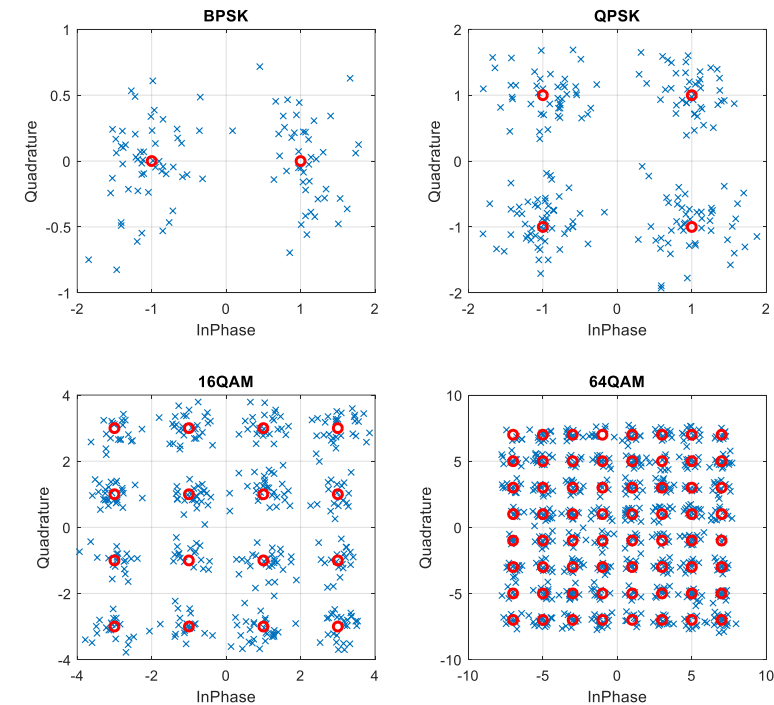 BPSK
1
0.5
0
-0.5
-1
Quadrature
-2 -1 0 1 2
InPhase
QPSK
2
1
0
-1
-2
Quadrature
-2 -1 0 1 2
InPhase
16QAM
4
2
0
-2
-4
Quadrature
-4 -2 0 2 4
InPhase
64QAM
10
5
0
-5
-10
Quadrature
-10 -5 0 5 10
InPhase